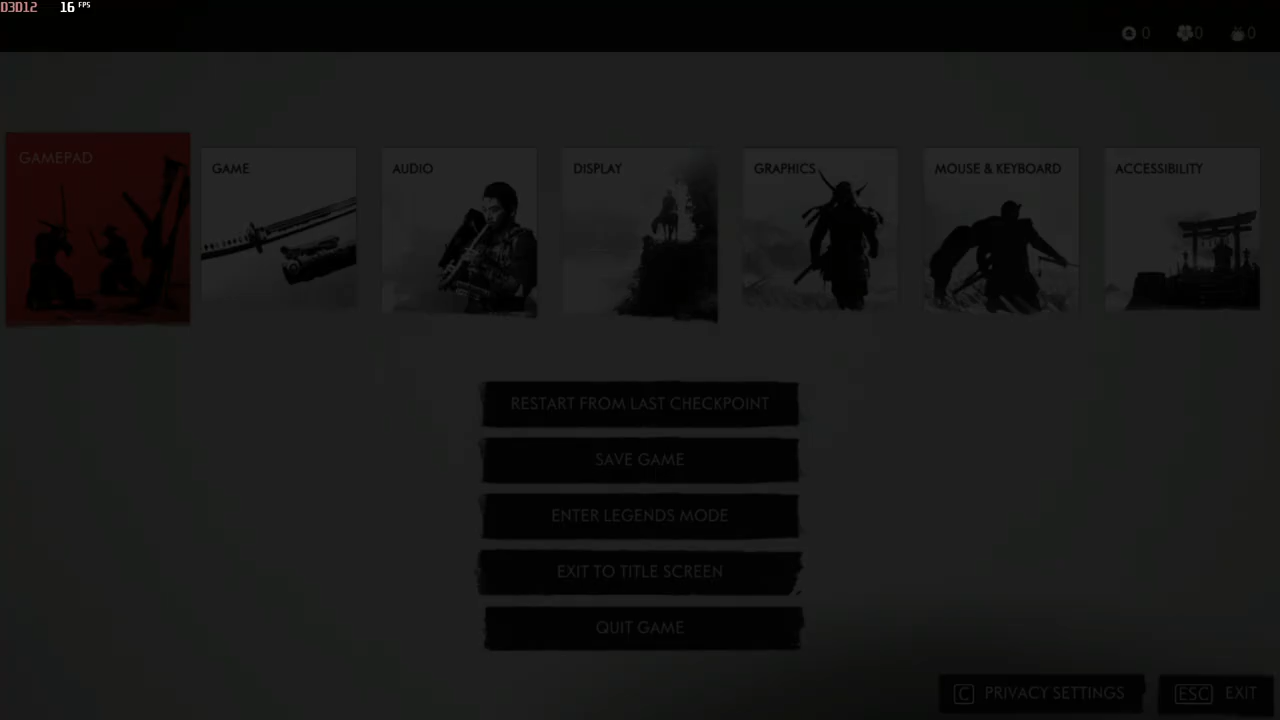 D3D12 16 FPS
0 0 0
GAMEPAD
GAME
AUDIO
DISPLAY
GRAPHICS
MOUSE & KEYBOARD
ACCESSIBILITY
RESTART FROM LAST CHECKPOINT
SAVE GAME
ENTER LEGENDS MODE
EXIT TO TITLE SCREEN
QUIT GAME
C PRIVACY SETTINGS ESC EXIT